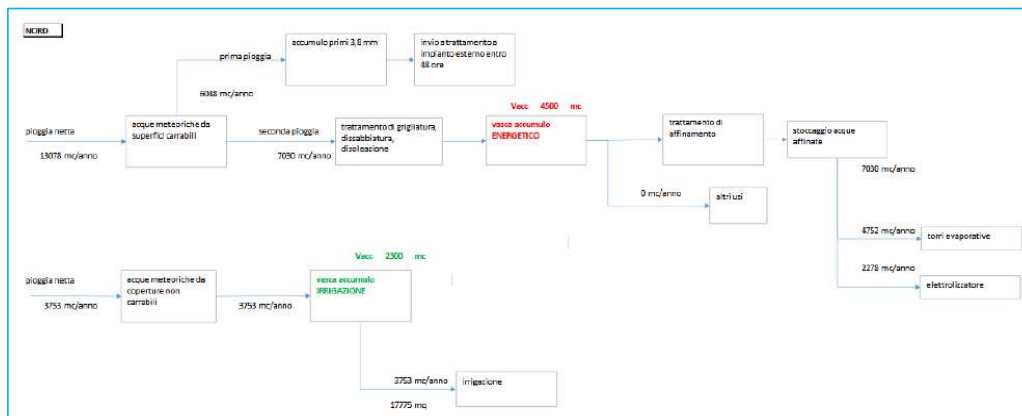 NORD
accumulo primi 3,8 mm
invio a trattamento a
impianto esterno entro
48 ore
prima pioggia
6048 mc/anno
Vacc 4500 mc
pioggia netta
13078 mc/anno
acque meteoriche da
superfici carrabili
seconda pioggia
7030 mc/anno
trattamento di grigliatura,
dissabbiatura,
disoleazione
vasca accumulo
ENERGETICO
trattamento di
affinamento
stoccaggio acque
affinate
7030 mc/anno
0 mc/anno
altri usi
4752 mc/anno
torri evaporative
2278 mc/anno
elettrolizzatore
Vacc 2300 mc
pioggia netta
3753 mc/anno
acque meteoriche da
coperture non
carrabili
3753 mc/anno
vasca accumulo
IRRIGAZIONE
3753 mc/anno
17775 mq
irrigazione